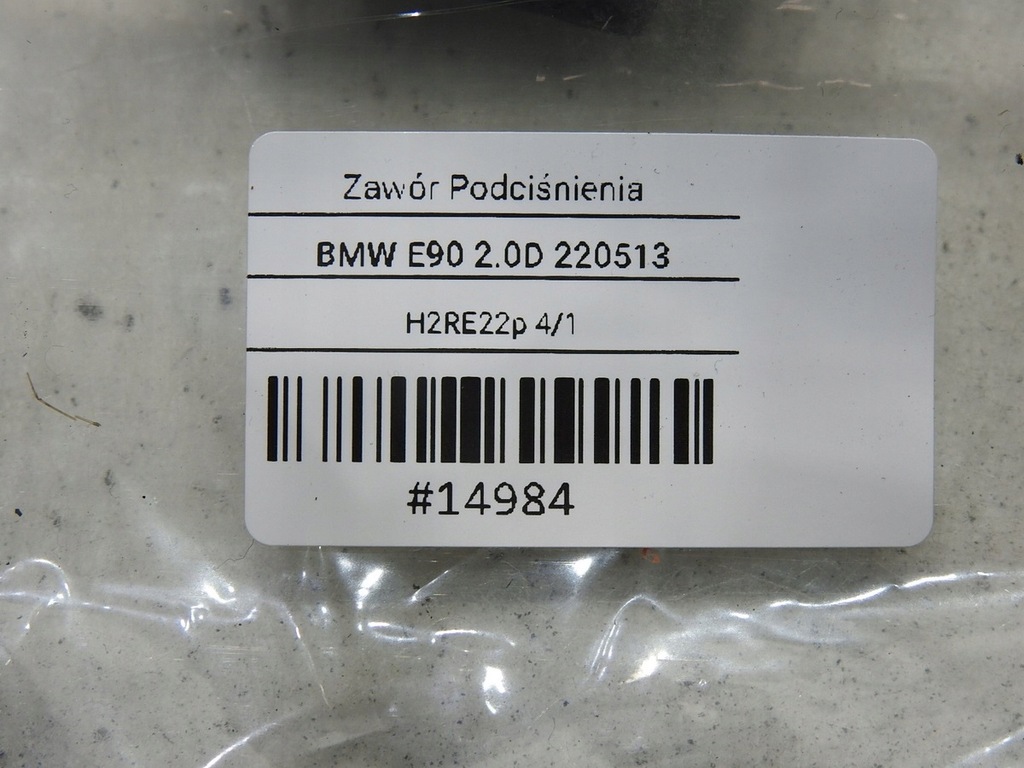 Zawór Podciśnienia
BMW E90 2.0D 220513
H2RE22p 4/1
#14984